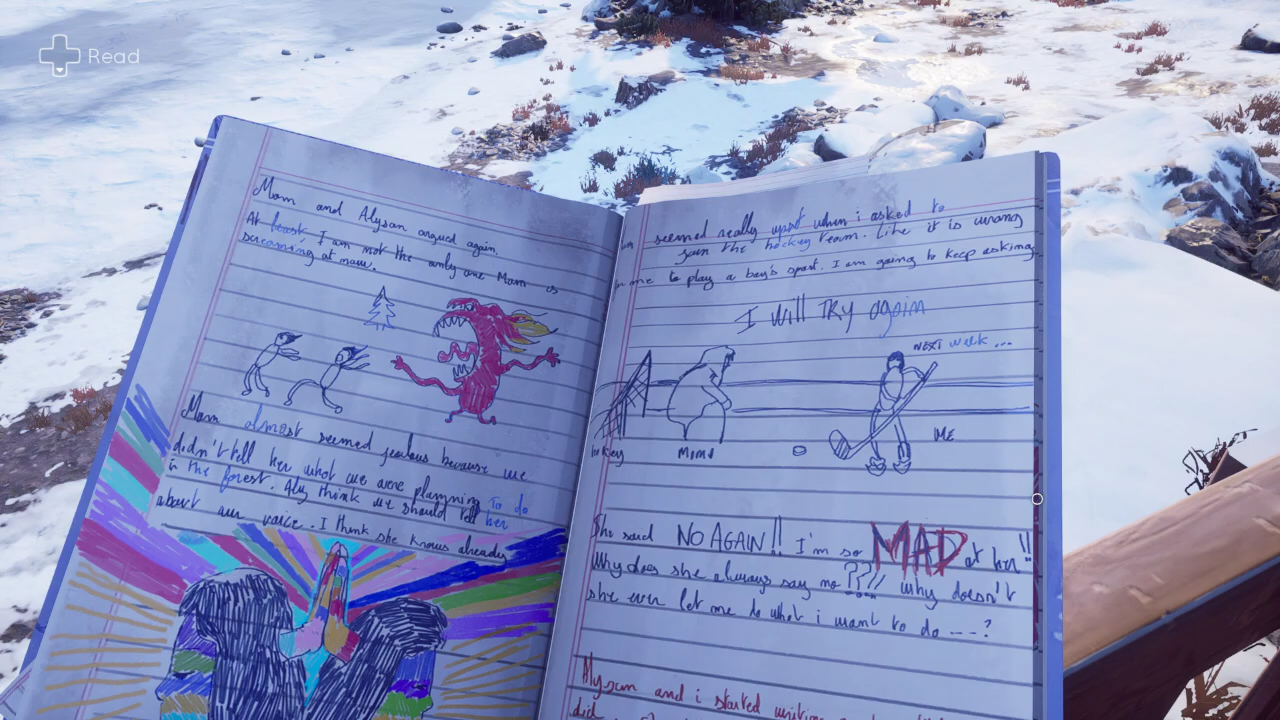 Read
Mom and Alyson argued again.
At least I am not the only one Mom is
screaming at now.
Mom almost seemed jealous because we
didn't tell her what we were planning to do
in the forest. Aly think we should tell her
about our voice. I think she knows already
seemed really upset when i asked to
join the hockey team. Like it is wrong
me to play a boy's sport. I am going to keep asking
I will TRY again
NEXT week ...
ME
Mom!
hockey
She said NO AGAIN!! I'm so MAD at her!!
Why does she always say no ??!! why doesn't
she ever let me do what i want to do ---?
Alyson and i started writing
did